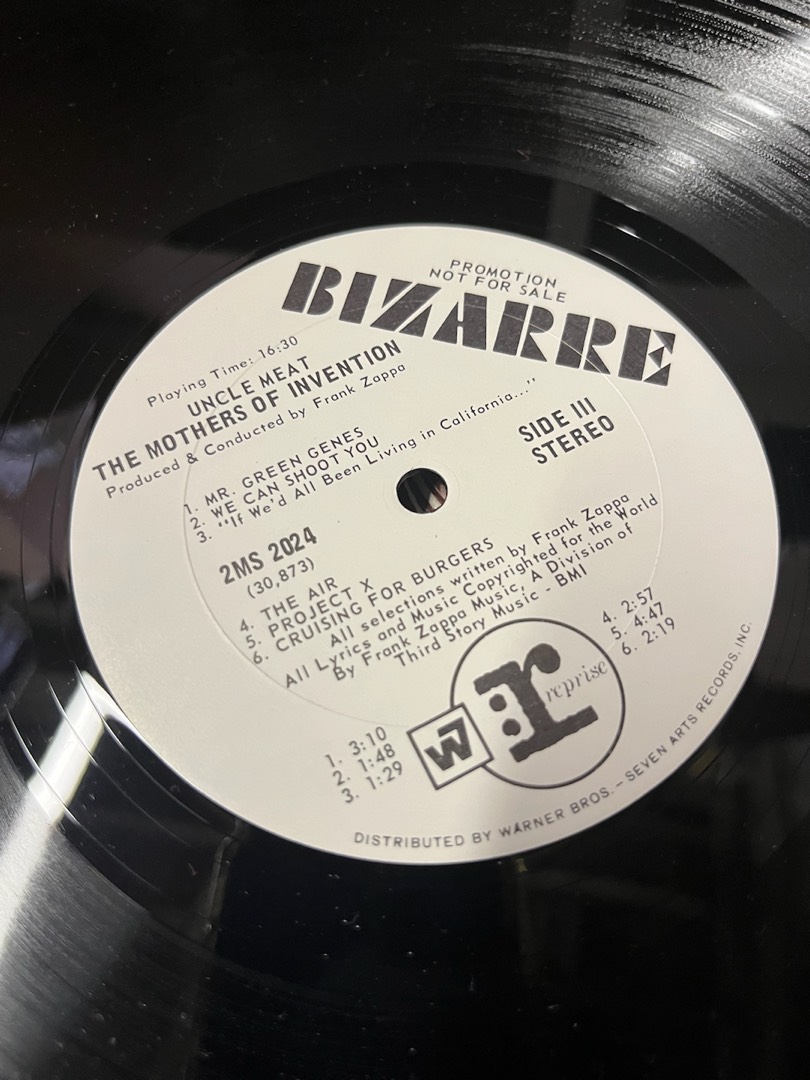 PROMOTION
NOT FOR SALE
BIZARRE
Playing Time: 16:30
UNCLE MEAT
THE MOTHERS OF INVENTION
Produced & Conducted by Frank Zappa
SIDE III
STEREO
1. MR. GREEN GENES
2. WE CAN SHOOT YOU
3. "If We'd All Been Living in California..."
2MS 2024
(30,873)
4. THE AIR
5. PROJECT X
6. CRUISING FOR BURGERS
All selections written by Frank Zappa
All Lyrics and Music Copyrighted for the World
By Frank Zappa Music, A Division of
Third Story Music - BMI
1. 3:10
2. 1:48
3. 1:29
4. 2:57
5. 4:47
6. 2:19
W7
r: reprise
DISTRIBUTED BY WARNER BROS. – SEVEN ARTS RECORDS, INC.